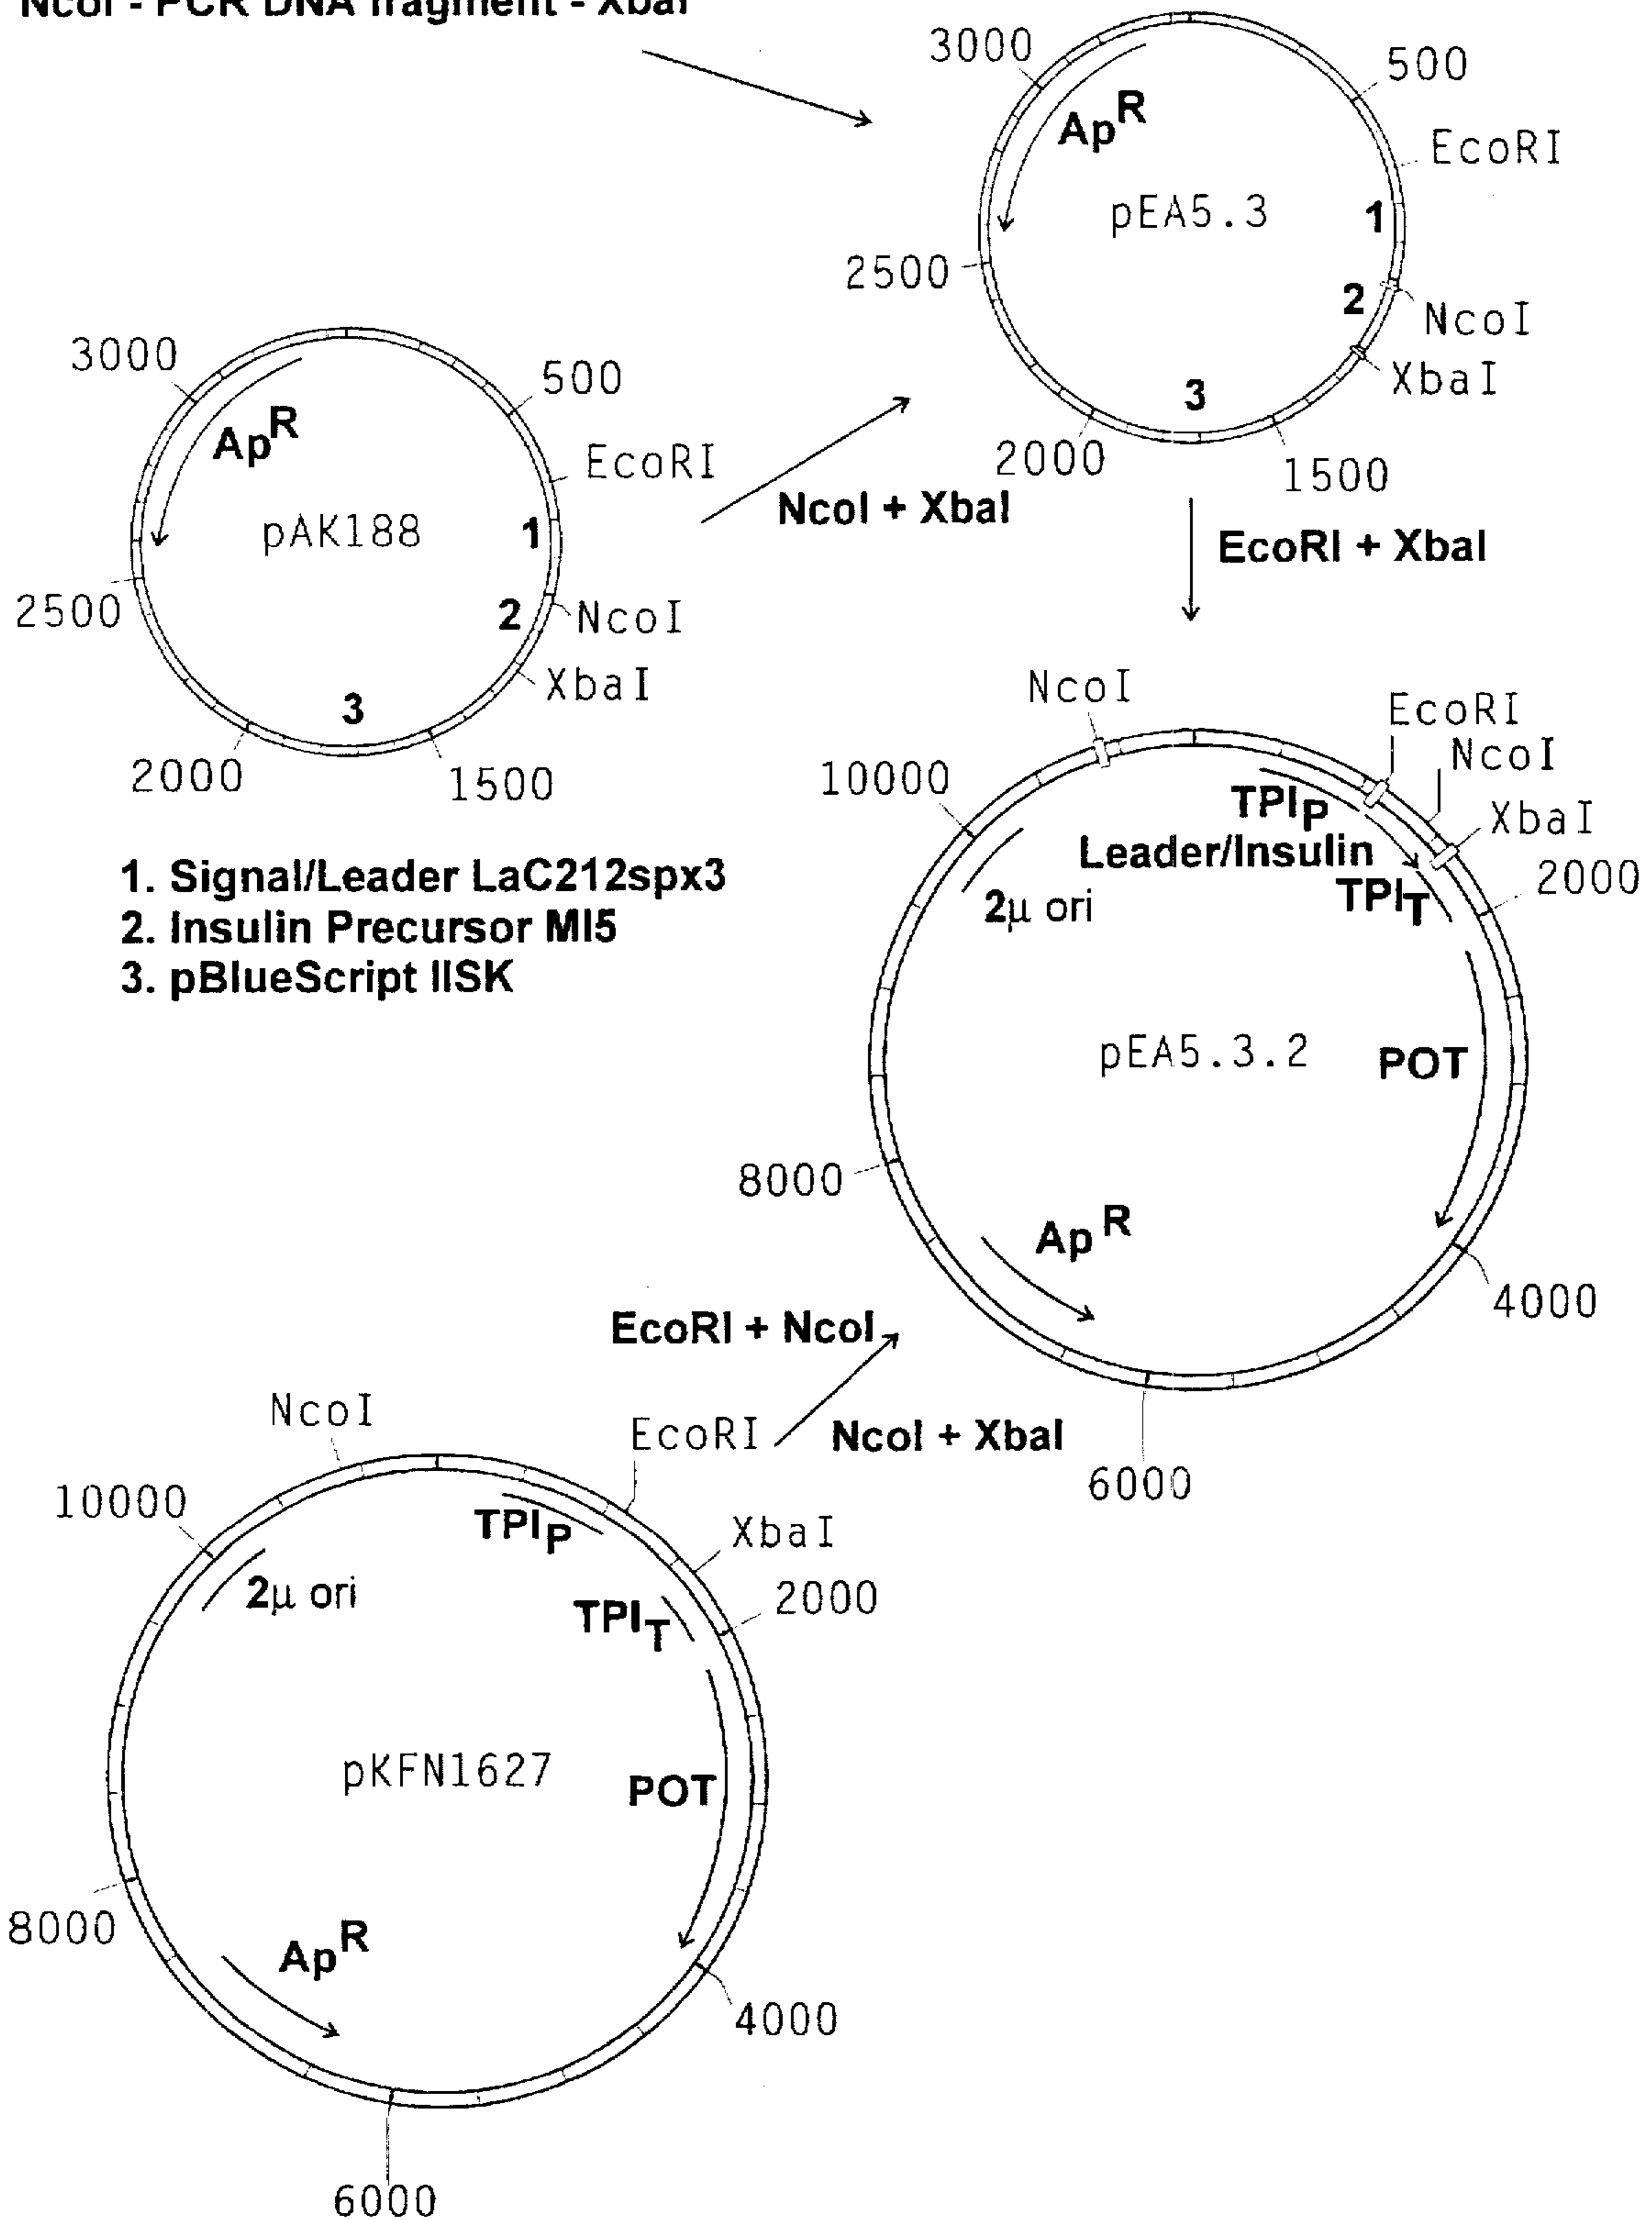 NcoI - PCR DNA fragment - XbaI
3000
500
ApR
EcoRI
pEA5.3
1
2500
2
NcoI
XbaI
3
2000
1500
3000
500
ApR
EcoRI
pAK188
1
2500
2
NcoI
XbaI
3
2000
1500
NcoI + XbaI
EcoRI + XbaI
1. Signal/Leader LaC212spx3
2. Insulin Precursor MI5
3. pBlueScript IISK
NcoI
EcoRI
NcoI
10000
XbaI
TPIP
Leader/Insulin
2000
TPIT
2µ ori
pEA5.3.2
POT
8000
ApR
4000
6000
EcoRI + NcoI
NcoI + XbaI
NcoI
EcoRI
10000
XbaI
TPIP
2µ ori
2000
TPIT
pKFN1627
POT
8000
ApR
4000
6000